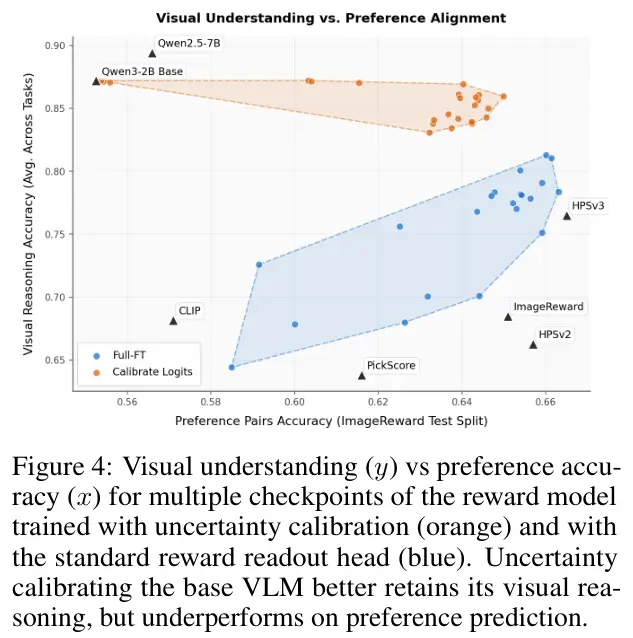 Visual Understanding vs. Preference Alignment
Visual Reasoning Accuracy (Avg. Across Tasks)
0.90
0.85
0.80
0.75
0.70
0.65
Qwen2.5-7B
Qwen3-2B Base
HPSv3
CLIP
ImageReward
HPSv2
PickScore
Full-FT
Calibrate Logits
0.56
0.58
0.60
0.62
0.64
0.66
Preference Pairs Accuracy (ImageReward Test Split)
Figure 4: Visual understanding (y) vs preference accu-
racy (x) for multiple checkpoints of the reward model
trained with uncertainty calibration (orange) and with
the standard reward readout head (blue). Uncertainty
calibrating the base VLM better retains its visual rea-
soning, but underperforms on preference prediction.